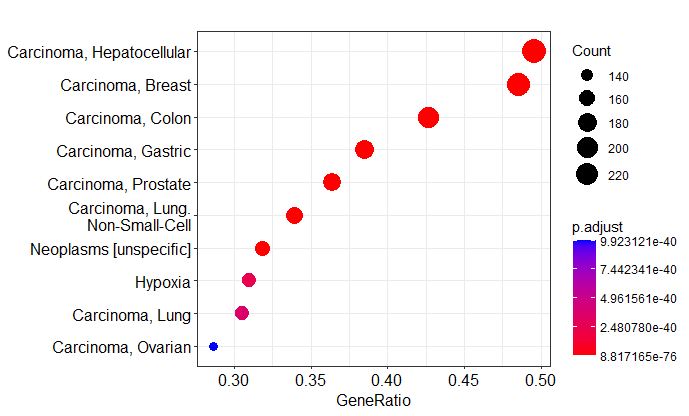 Carcinoma, Hepatocellular
Carcinoma, Breast
Carcinoma, Colon
Carcinoma, Gastric
Carcinoma, Prostate
Carcinoma, Lung.
Non-Small-Cell
Neoplasms [unspecific]
Hypoxia
Carcinoma, Lung
Carcinoma, Ovarian
0.30 0.35 0.40 0.45 0.50
GeneRatio
Count
140
160
180
200
220
p.adjust
9.923121e-40
7.442341e-40
4.961561e-40
2.480780e-40
8.817165e-76